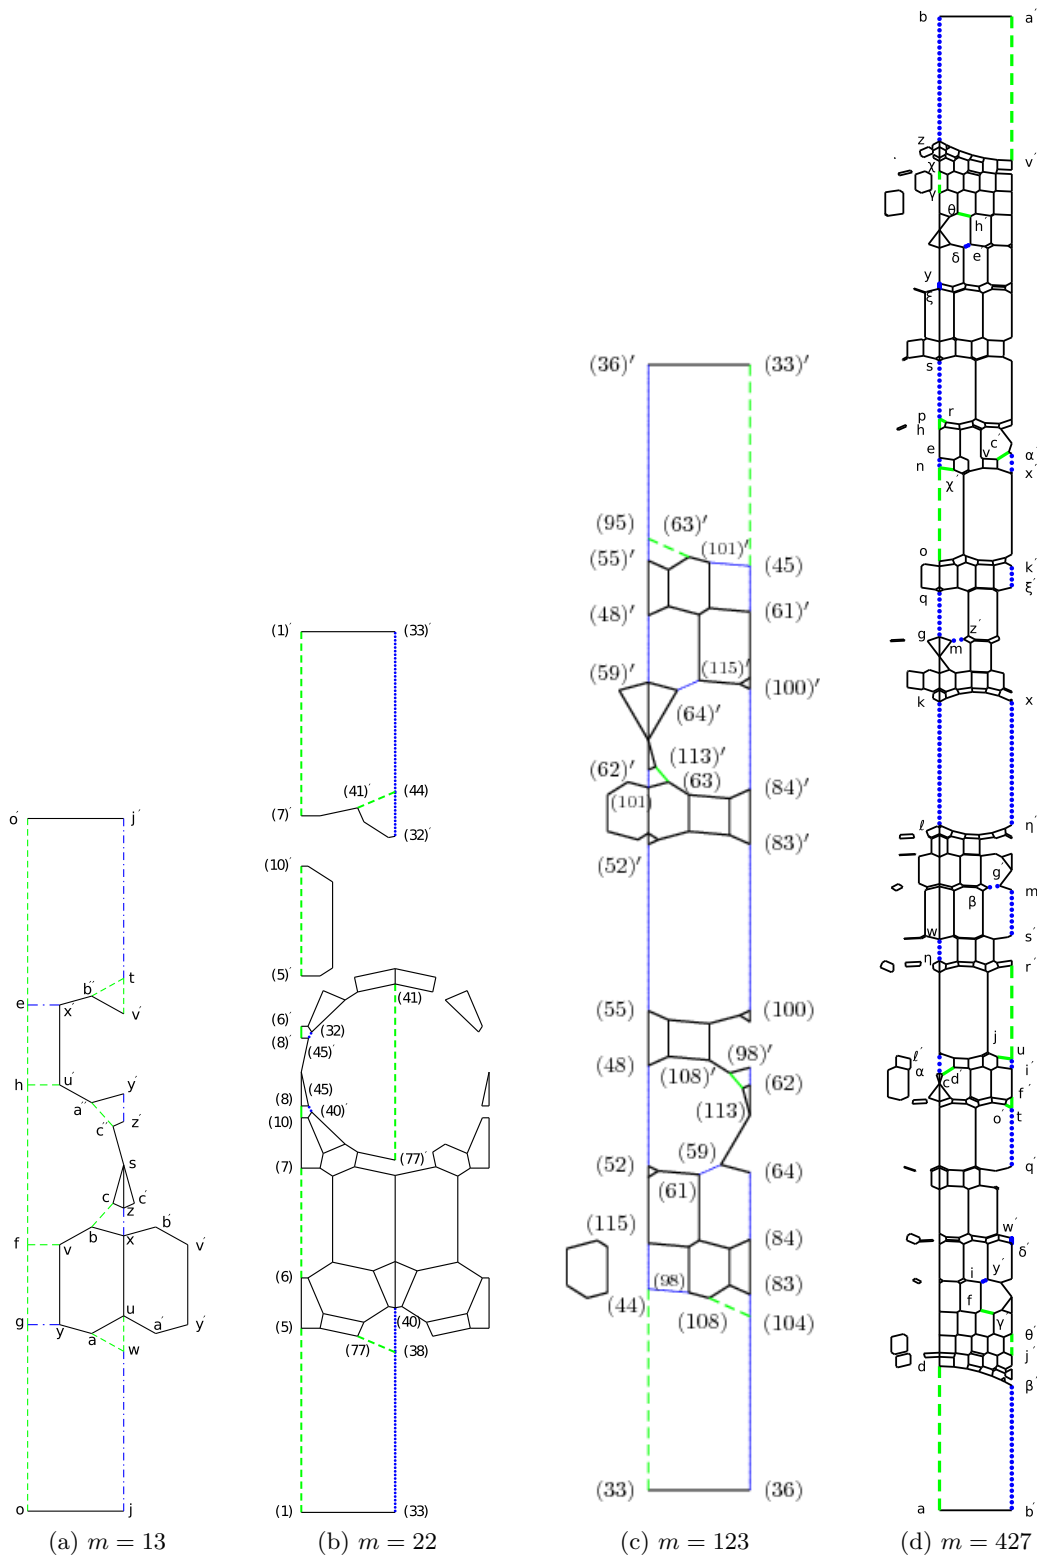 b a′
z
χ v′
γ
θ
h′
δ e′
y
ξ
(36)′ (33)′
s
p r
h
e c′
v α′
n x′
χ′
(95) (63)′
(101)′
(55)′ (45)
o k′
ξ′
q
(48)′ (61)′
z′
g m
(1)′ (33)′
(115)′
(59)′ (100)′
k x
(64)′
(113)′
(62)′ (63)
(41)′ (44)
(101) (84)′
(7)′ (32)′
o′ j′
ℓ η′
(83)′
(10)′ (52)′
g′
m
β
w s′
(5)′
t η r′
b″
e x′ (41)
v′
(6)′ (32)
(8)′ (45)′
(55) (100)
j u
(98)′ ℓ′ i′
(48) (108)′ (62) α d′
h u′ y′ c f′
(45)
a″ (8) (40)′ (113)
z′ (10) o′ t
c″
s (7) (77)′ (59)
(52) (64) q′
(61)
c c′
z
b b′
x
f v v′ (115) (84) w′
δ′
y′
(6) (98) (83) i
u (44) f
g y a a′ y′ (5) (40) (108) (104) γ
θ′
w (77) (38) j′
d
β′
o j (1) (33) (33) (36) a b′
(a) m = 13 (b) m = 22 (c) m = 123 (d) m = 427